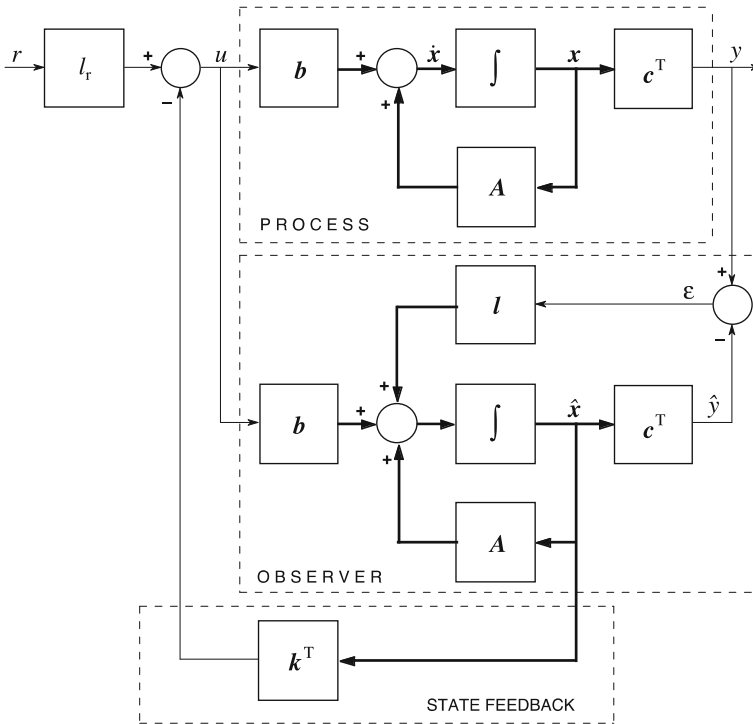 r
l_r
+
−
u
b
+
+
ẋ
∫
x
c^T
y
A
PROCESS
+
−
ε
l
+
b
+
+
∫
x̂
c^T
ŷ
A
OBSERVER
k^T
STATE FEEDBACK